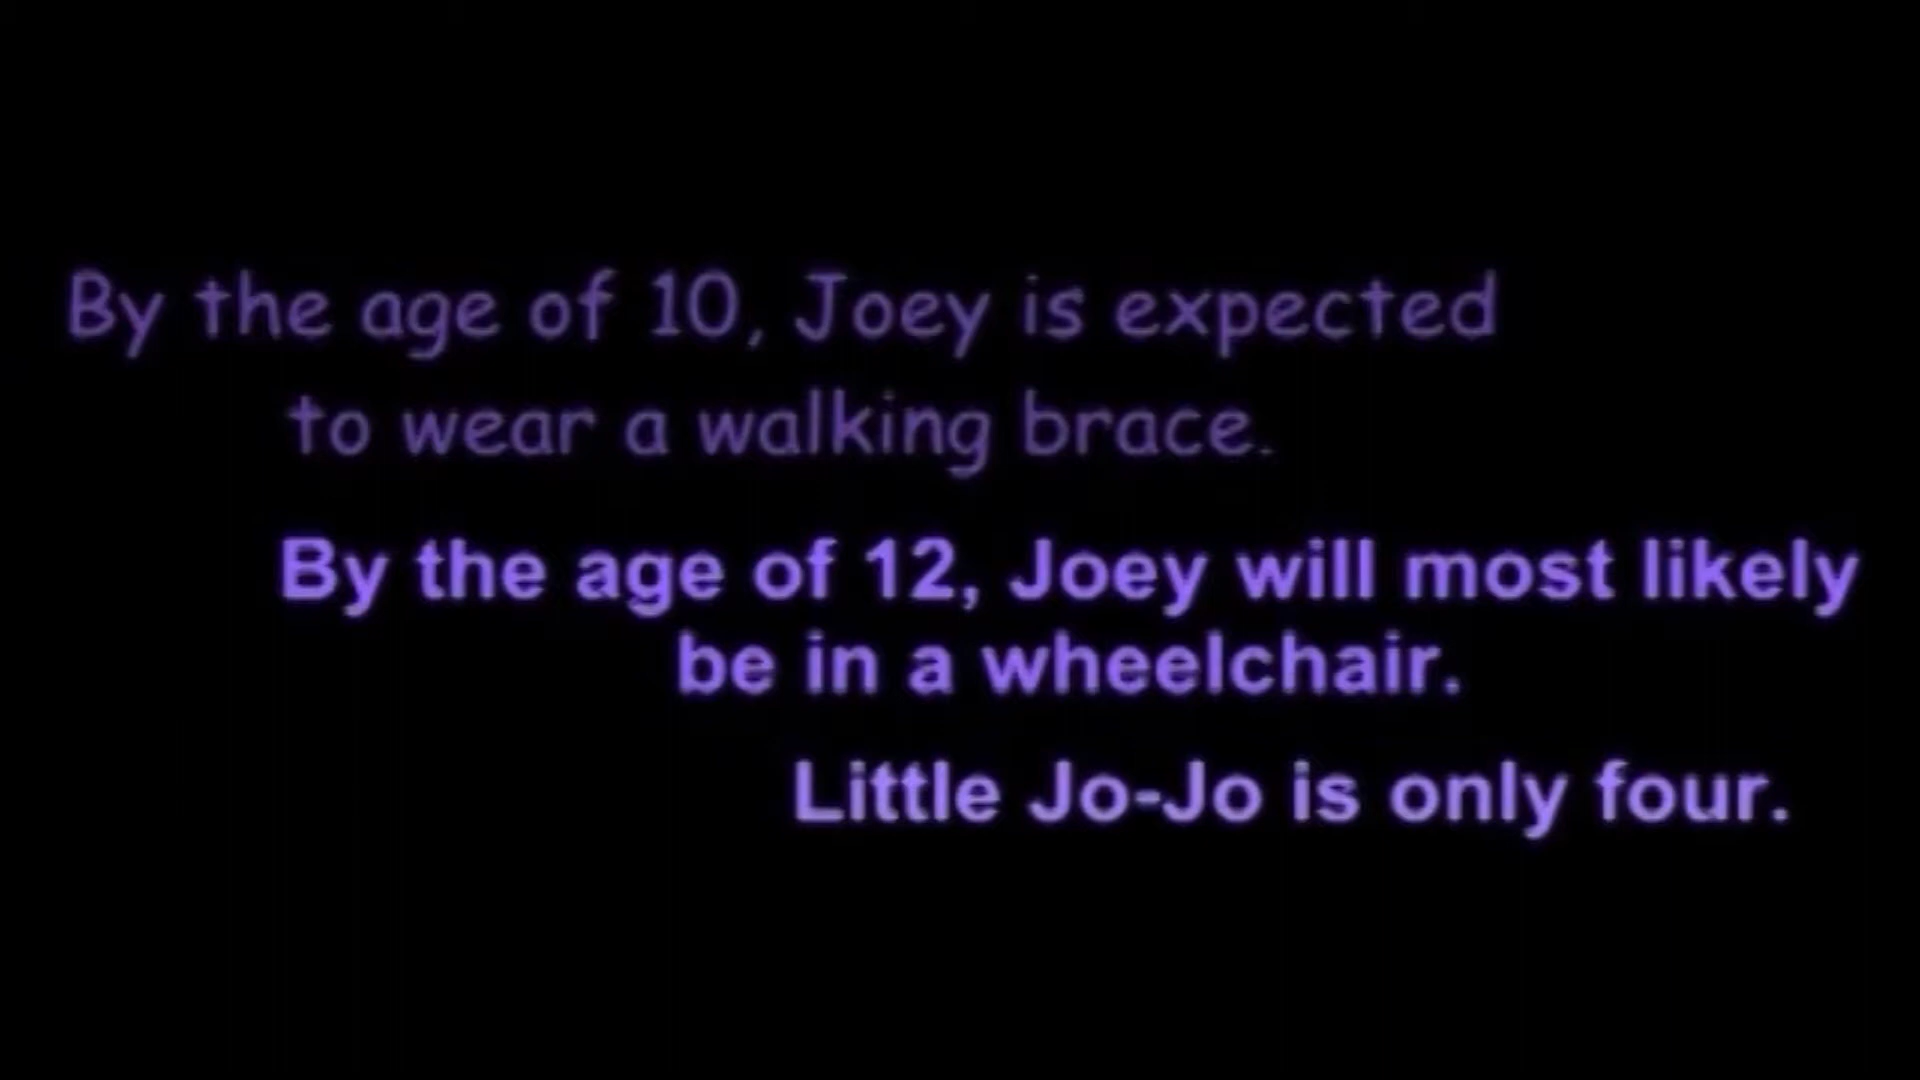 By the age of 10, Joey is expected
to wear a walking brace.
By the age of 12, Joey will most likely
be in a wheelchair.
Little Jo-Jo is only four.